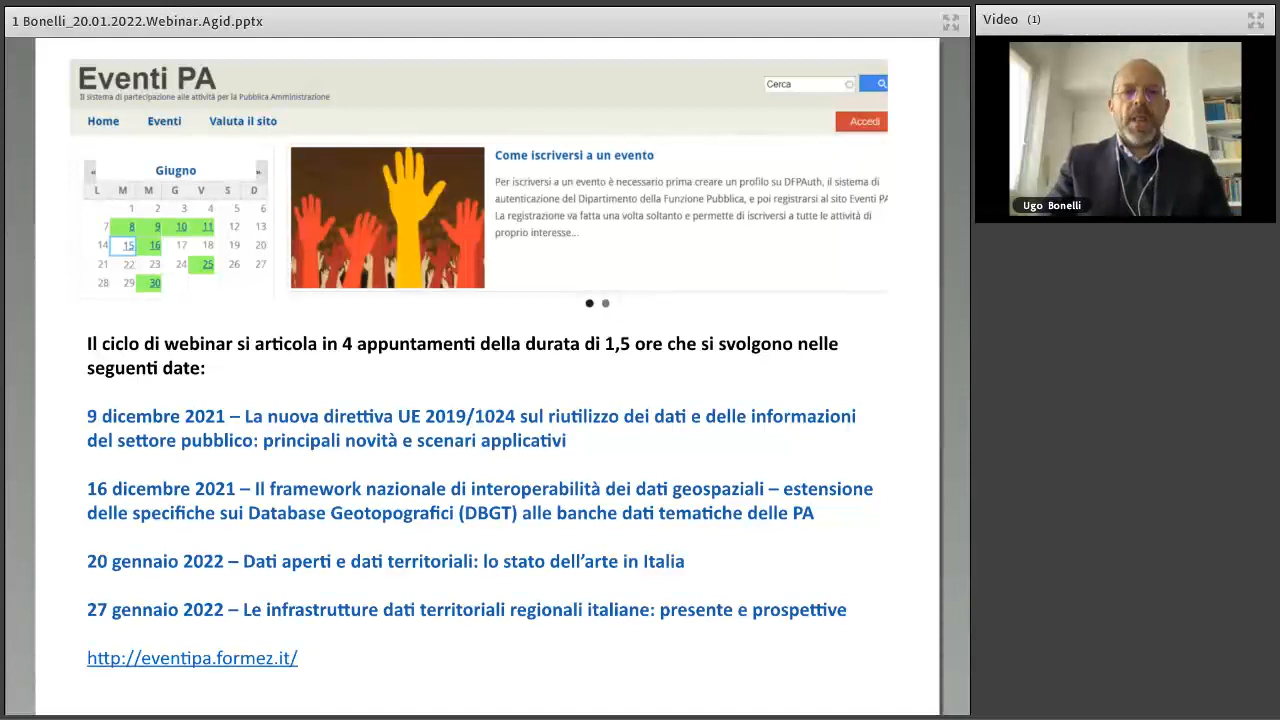 1 Bonelli_20.01.2022.Webinar.Agid.pptx
Video (1)
Eventi PA
Il sistema di partecipazione alle attività per la Pubblica Amministrazione
Cerca
Home Eventi Valuta il sito
Accedi
« Giugno »
L M M G V S D
1 2 3 4 5 6
7 8 9 10 11 12 13
14 15 16 17 18 19 20
21 22 23 24 25 26 27
28 29 30
Come iscriversi a un evento
Per iscriversi a un evento è necessario prima creare un profilo su DFPAuth, il sistema di
autenticazione del Dipartimento della Funzione Pubblica, e poi registrarsi al sito Eventi PA
La registrazione va fatta una volta soltanto e permette di iscriversi a tutte le attività di
proprio interesse...
Ugo Bonelli
Il ciclo di webinar si articola in 4 appuntamenti della durata di 1,5 ore che si svolgono nelle
seguenti date:
9 dicembre 2021 – La nuova direttiva UE 2019/1024 sul riutilizzo dei dati e delle informazioni
del settore pubblico: principali novità e scenari applicativi
16 dicembre 2021 – Il framework nazionale di interoperabilità dei dati geospaziali – estensione
delle specifiche sui Database Geotopografici (DBGT) alle banche dati tematiche delle PA
20 gennaio 2022 – Dati aperti e dati territoriali: lo stato dell’arte in Italia
27 gennaio 2022 – Le infrastrutture dati territoriali regionali italiane: presente e prospettive
http://eventipa.formez.it/